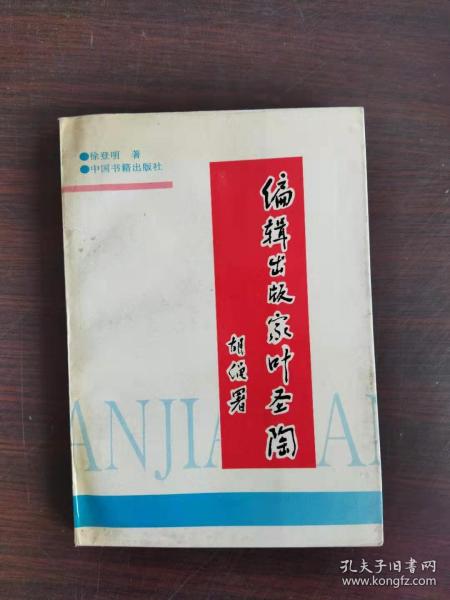 ●徐登明 著
●中国书籍出版社
编辑出版家叶圣陶
胡绳署
ANJIA
AN
孔夫子旧书网
www.kongfz.com